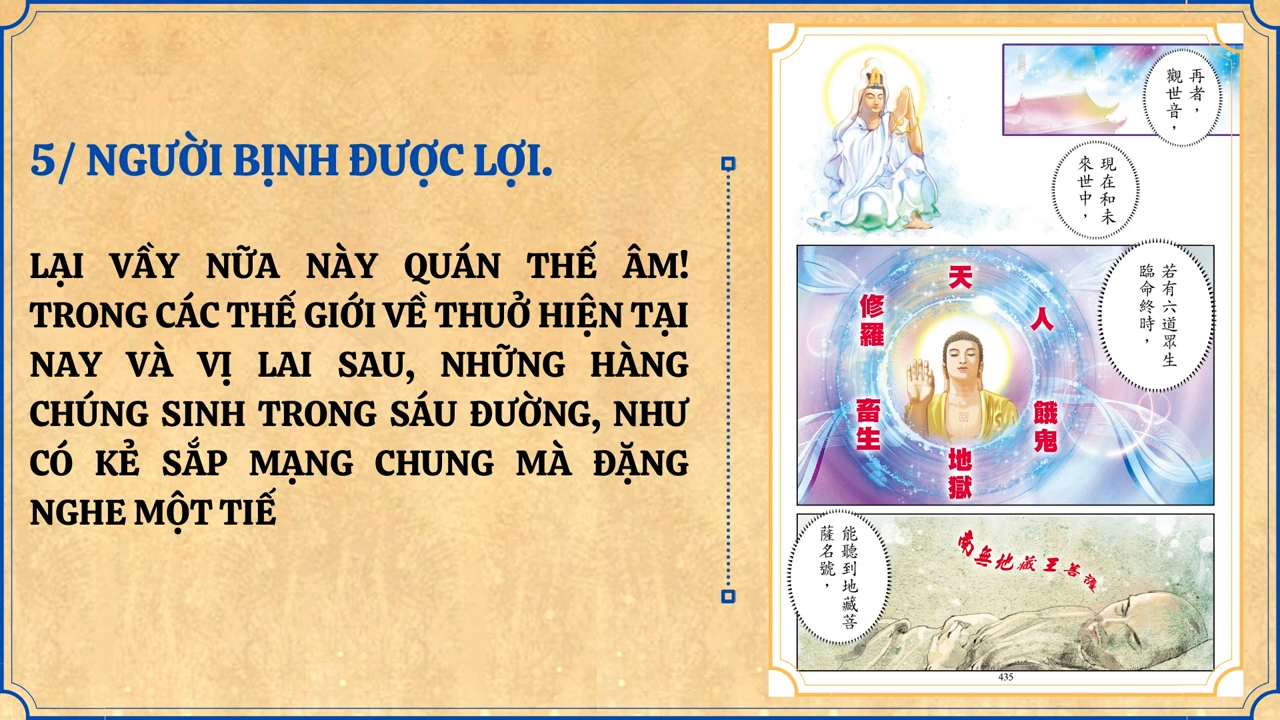 5/ NGƯỜI BỊNH ĐƯỢC LỢI.
LẠI VẦY NỮA NÀY QUÁN THẾ ÂM!
TRONG CÁC THẾ GIỚI VỀ THUỞ HIỆN TẠI
NAY VÀ VỊ LAI SAU, NHỮNG HÀNG
CHÚNG SINH TRONG SÁU ĐƯỜNG, NHƯ
CÓ KẺ SẮP MẠNG CHUNG MÀ ĐẶNG
NGHE MỘT TIẾ
再者，
觀世音，
現在和未
來世中，
若有六道眾生
臨命終時，
天
人
修羅
畜生
餓鬼
地獄
能聽到地藏菩
薩名號，
南無地藏王菩薩
435